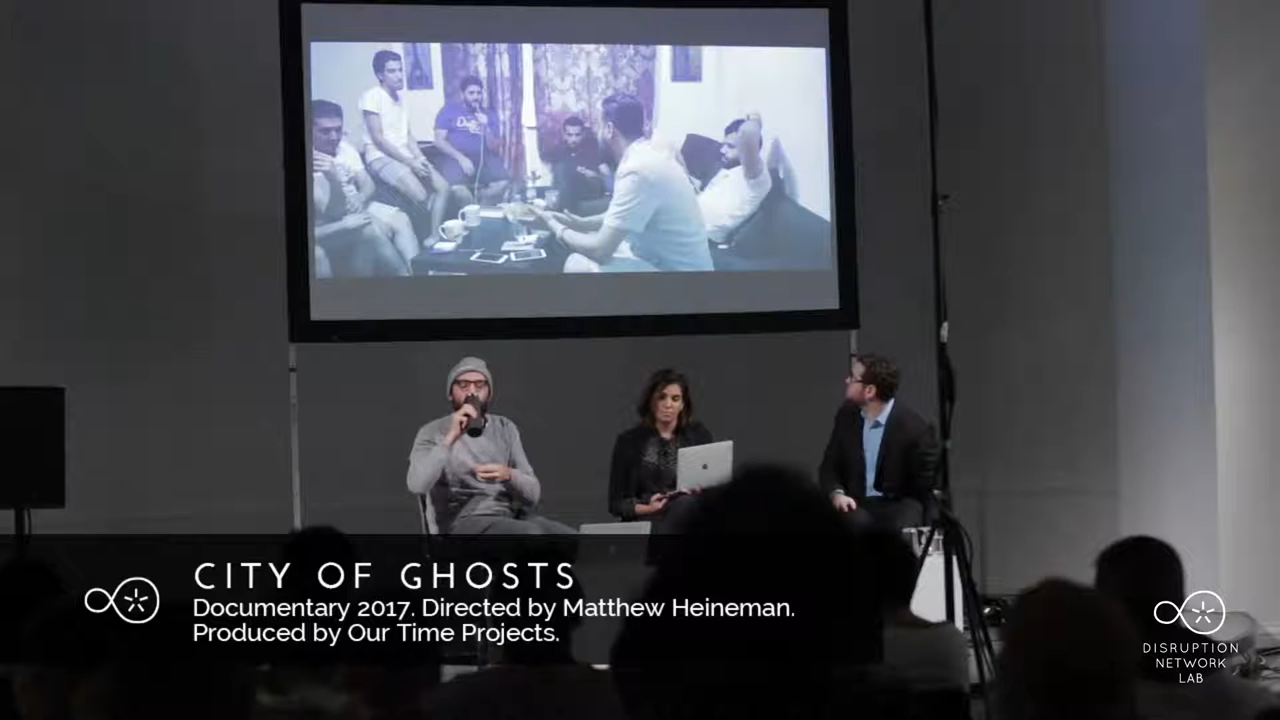 CITY OF GHOSTS
Documentary 2017. Directed by Matthew Heineman.
Produced by Our Time Projects.
DISRUPTION
NETWORK
LAB